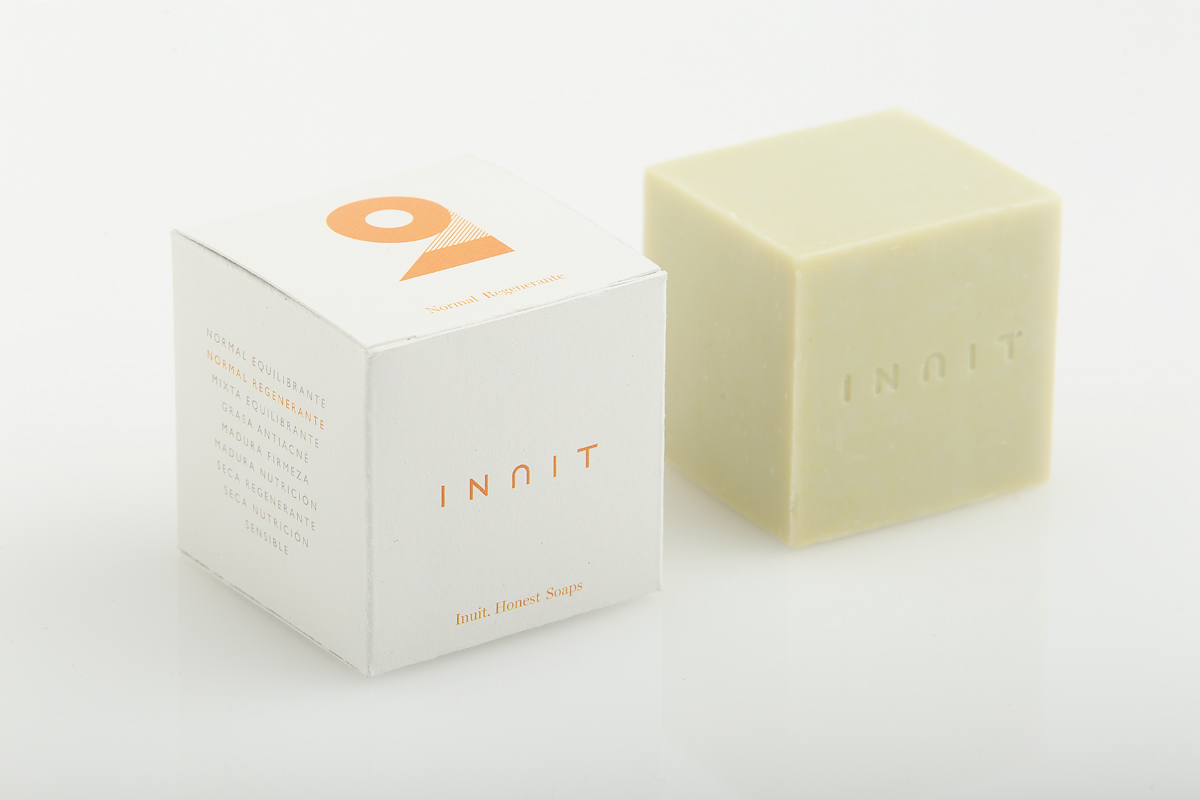 Normal Regenerante
NORMAL EQUILIBRANTE
NORMAL REGENERANTE
MIXTA EQUILIBRANTE
GRASA ANTIACNÉ
MADURA FIRMEZA
MADURA NUTRICIÓN
SECA REGENERANTE
SECA NUTRICIÓN
SENSIBLE
INUIT
Inuit. Honest Soaps
INUIT